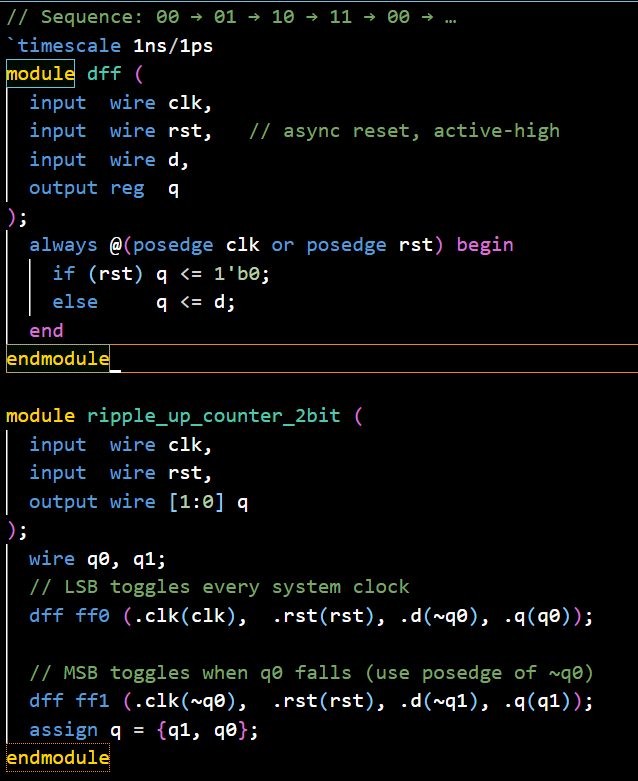 // Sequence: 00 → 01 → 10 → 11 → 00 → …
`timescale 1ns/1ps
module dff (
  input  wire clk,
  input  wire rst,   // async reset, active-high
  input  wire d,
  output reg  q
);
  always @(posedge clk or posedge rst) begin
    if (rst) q <= 1'b0;
    else     q <= d;
  end
endmodule

module ripple_up_counter_2bit (
  input  wire clk,
  input  wire rst,
  output wire [1:0] q
);
  wire q0, q1;
  // LSB toggles every system clock
  dff ff0 (.clk(clk),  .rst(rst), .d(~q0), .q(q0));

  // MSB toggles when q0 falls (use posedge of ~q0)
  dff ff1 (.clk(~q0),  .rst(rst), .d(~q1), .q(q1));
  assign q = {q1, q0};
endmodule